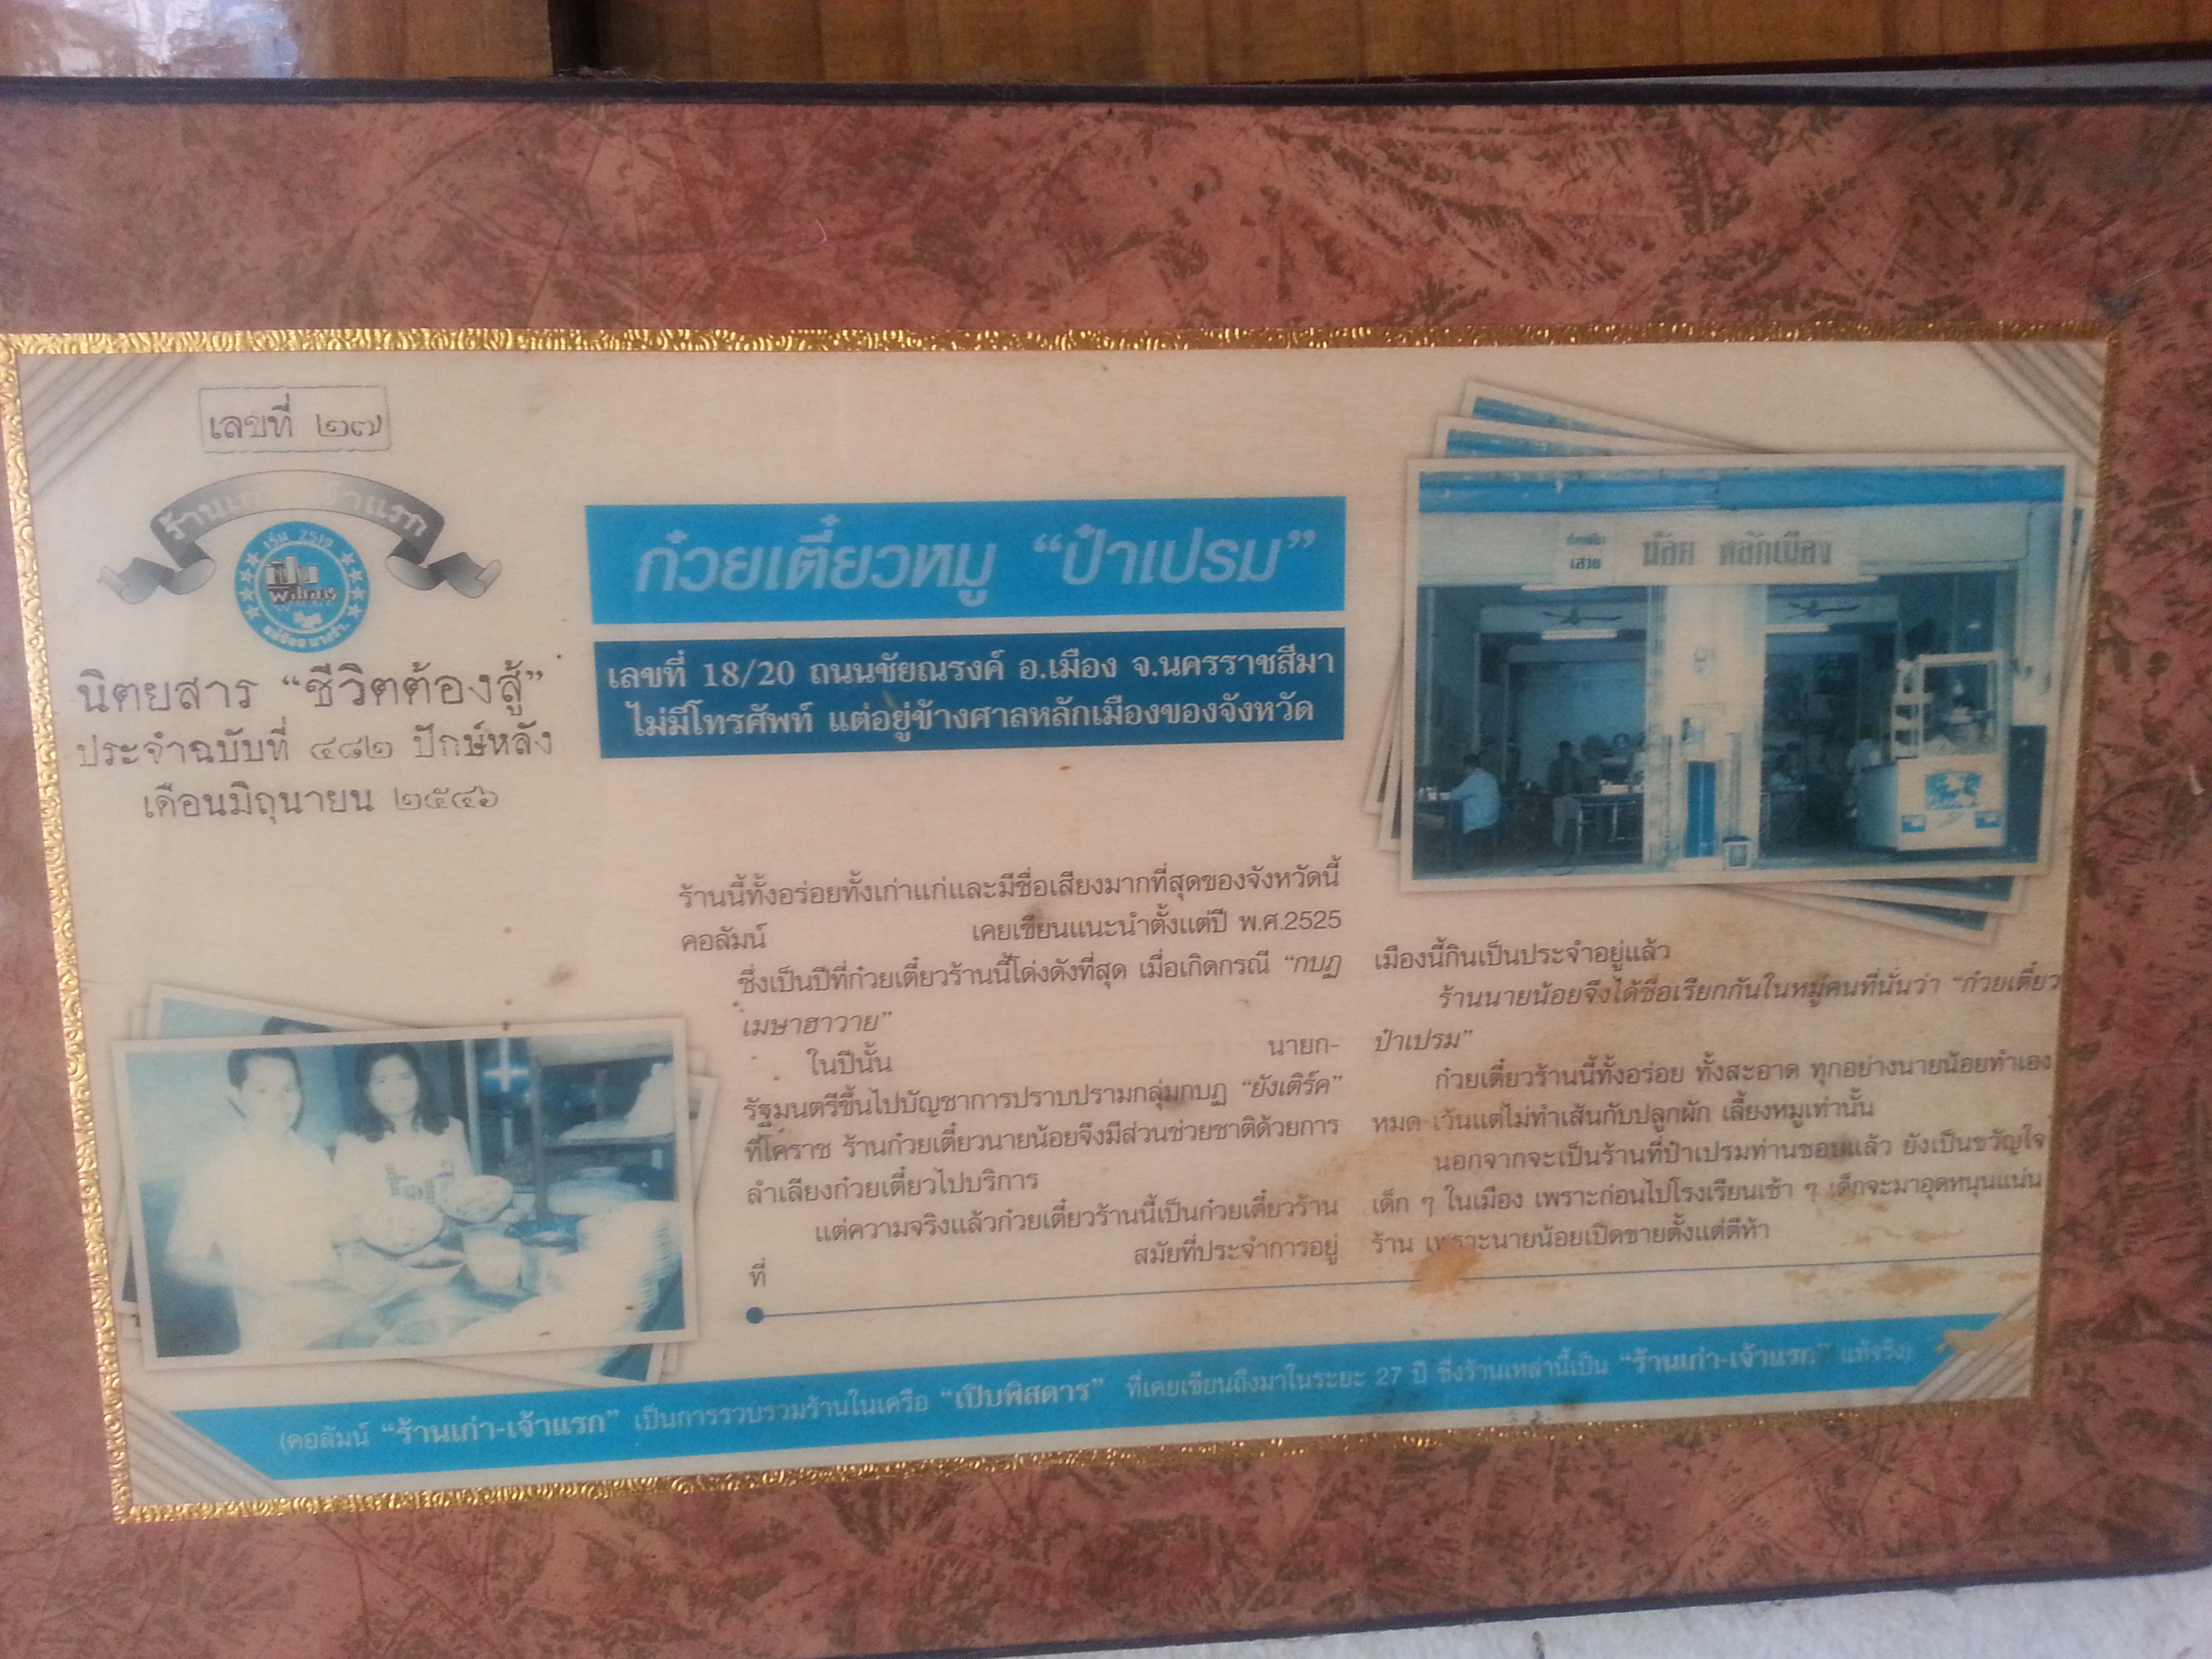 เลขที่ ๒๗
เริ่ม 2519
นิตยสาร “ชีวิตต้องสู้”
ประจำฉบับที่ ๔๘๒ ปักษ์หลัง
เดือนมิถุนายน ๒๕๔๖
ก๋วยเตี๋ยวหมู “ป๋าเปรม”
เลขที่ 18/20 ถนนชัยณรงค์ อ.เมือง จ.นครราชสีมา
ไม่มีโทรศัพท์ แต่อยู่ข้างศาลหลักเมืองของจังหวัด
หลักเมือง
ร้านนี้ทั้งอร่อยทั้งเก่าแก่และมีชื่อเสียงมากที่สุดของจังหวัดนี้
คอลัมน์ เคยเขียนแนะนำตั้งแต่ปี พ.ศ.2525
ซึ่งเป็นปีที่ก๋วยเตี๋ยวร้านนี้โด่งดังที่สุด เมื่อเกิดกรณี “กบฏ
เมษาฮาวาย”
ในปีนั้น นายก-
รัฐมนตรีขึ้นไปบัญชาการปราบปรามกลุ่มกบฏ “ยังเติร์ค”
ที่โคราช ร้านก๋วยเตี๋ยวนายน้อยจึงมีส่วนช่วยชาติด้วยการ
ลำเลียงก๋วยเตี๋ยวไปบริการ
แต่ความจริงแล้วก๋วยเตี๋ยวร้านนี้เป็นก๋วยเตี๋ยวร้าน
สมัยที่ประจำการอยู่
ที่
เมืองนี้กินเป็นประจำอยู่แล้ว
ร้านนายน้อยจึงได้ชื่อเรียกกันในหมู่คนที่นั่นว่า “ก๋วยเตี๋ยว
ป๋าเปรม”
ก๋วยเตี๋ยวร้านนี้ทั้งอร่อย ทั้งสะอาด ทุกอย่างนายน้อยทำเอง
หมด เว้นแต่ไม่ทำเส้นกับปลูกผัก เลี้ยงหมูเท่านั้น
นอกจากจะเป็นร้านที่ป๋าเปรมท่านชอบแล้ว ยังเป็นขวัญใจ
เด็ก ๆ ในเมือง เพราะก่อนไปโรงเรียนเช้า ๆ เด็กจะมาอุดหนุนแน่น
ร้าน เพราะนายน้อยเปิดขายตั้งแต่ตีห้า
(คอลัมน์ “ร้านเก่า-เจ้าแรก” เป็นการรวบรวมร้านในเครือ “เปิบพิสดาร” ที่เคยเขียนถึงมาในระยะ 27 ปี ซึ่งร้านเหล่านี้เป็น “ร้านเก่า-เจ้าแรก” แท้จริง)